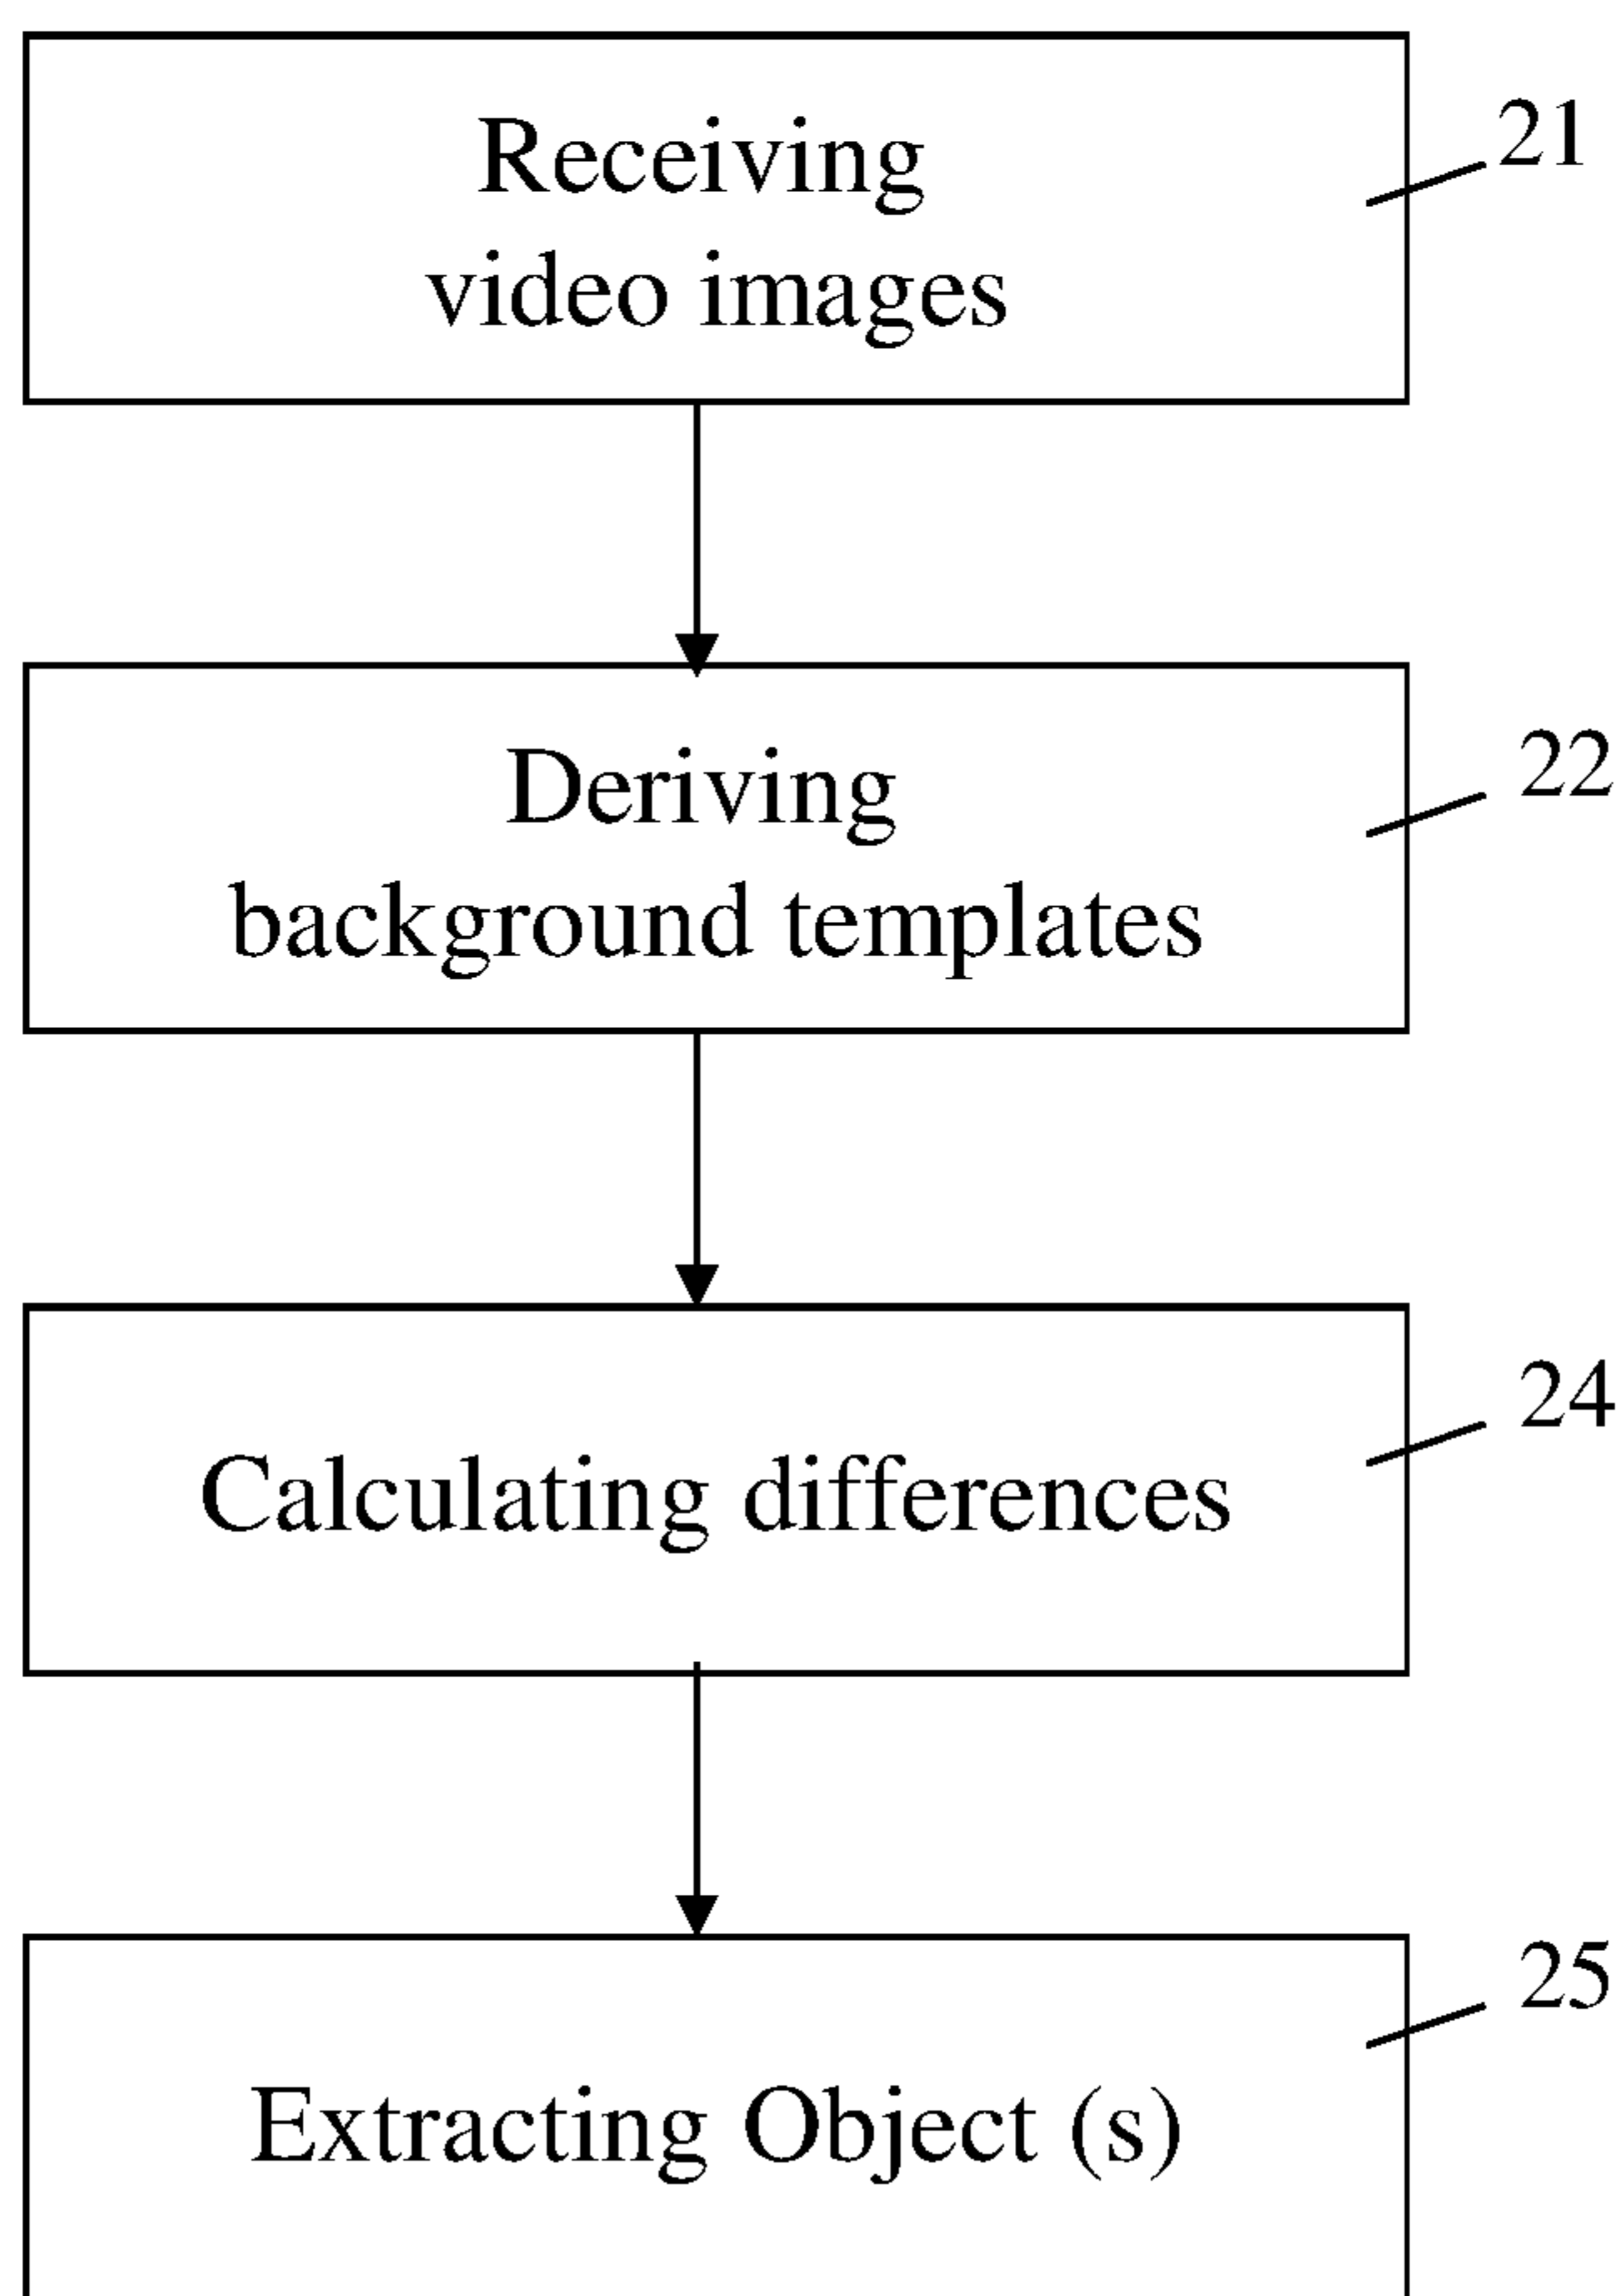 Receiving
video images
21
Deriving
background templates
22
Calculating differences
24
Extracting Object (s)
25